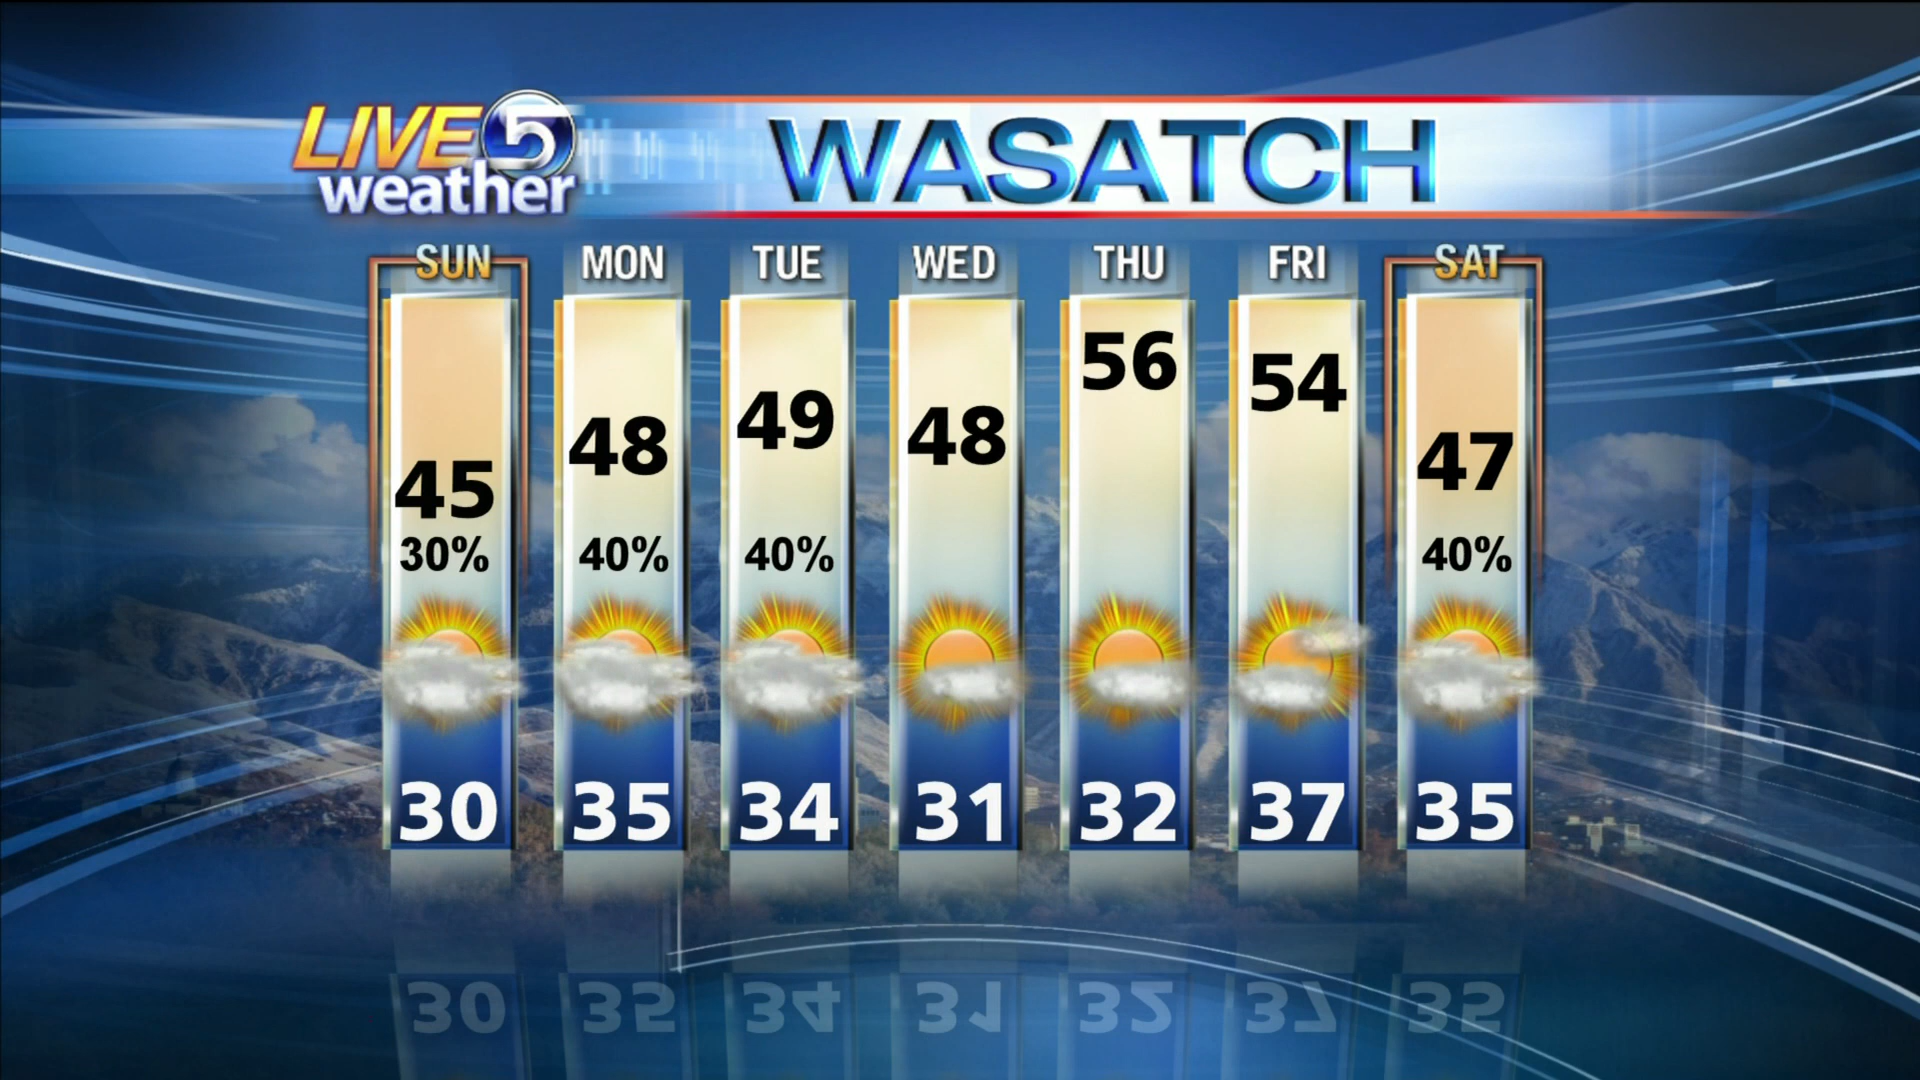 LIVE 5
weather
WASATCH
SUN MON TUE WED THU FRI SAT
45 48 49 48 56 54 47
30% 40% 40% 40%
30 35 34 31 32 37 35